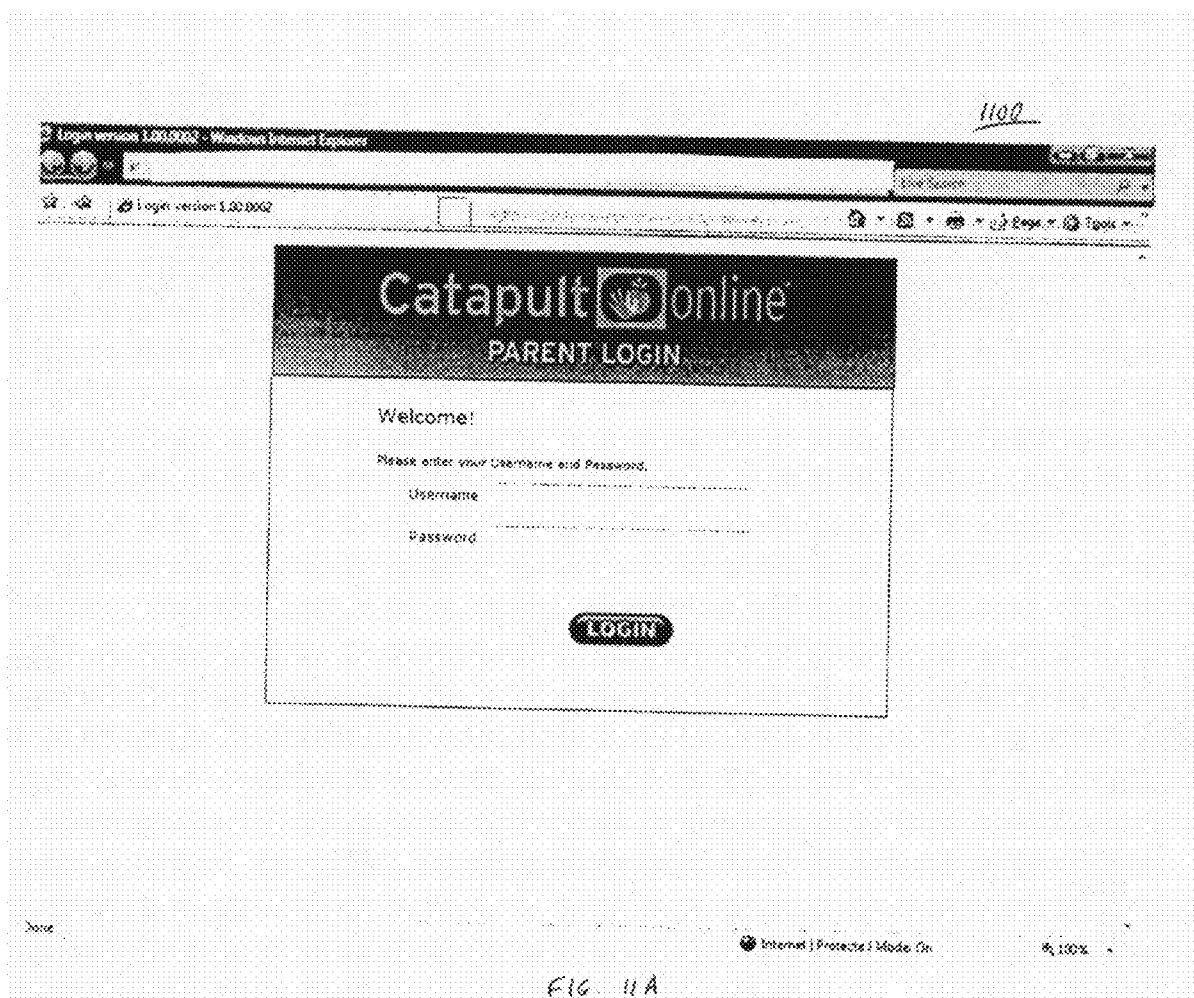 1100
Login version 1.00.0002 - Windows Internet Explorer
Live Search
Login version 1.00.0002
Page Tools
Catapult online
PARENT LOGIN
Welcome!
Please enter your Username and Password.
Username
Password
LOGIN
Done
Internet | Protected Mode: On
100%
FIG. 11A